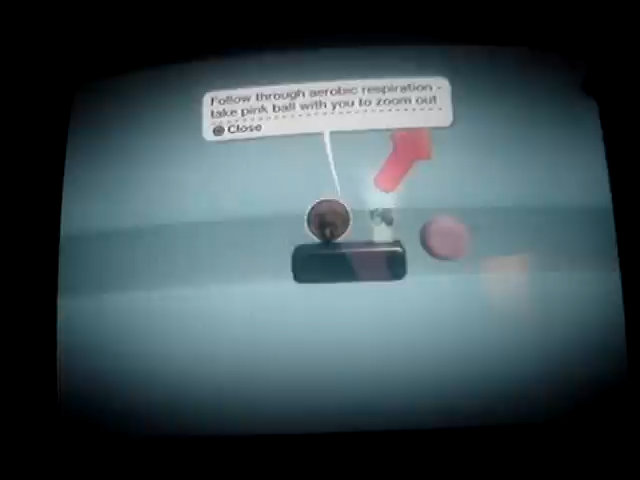 Follow through aerobic respiration -
take pink ball with you to zoom out
Close